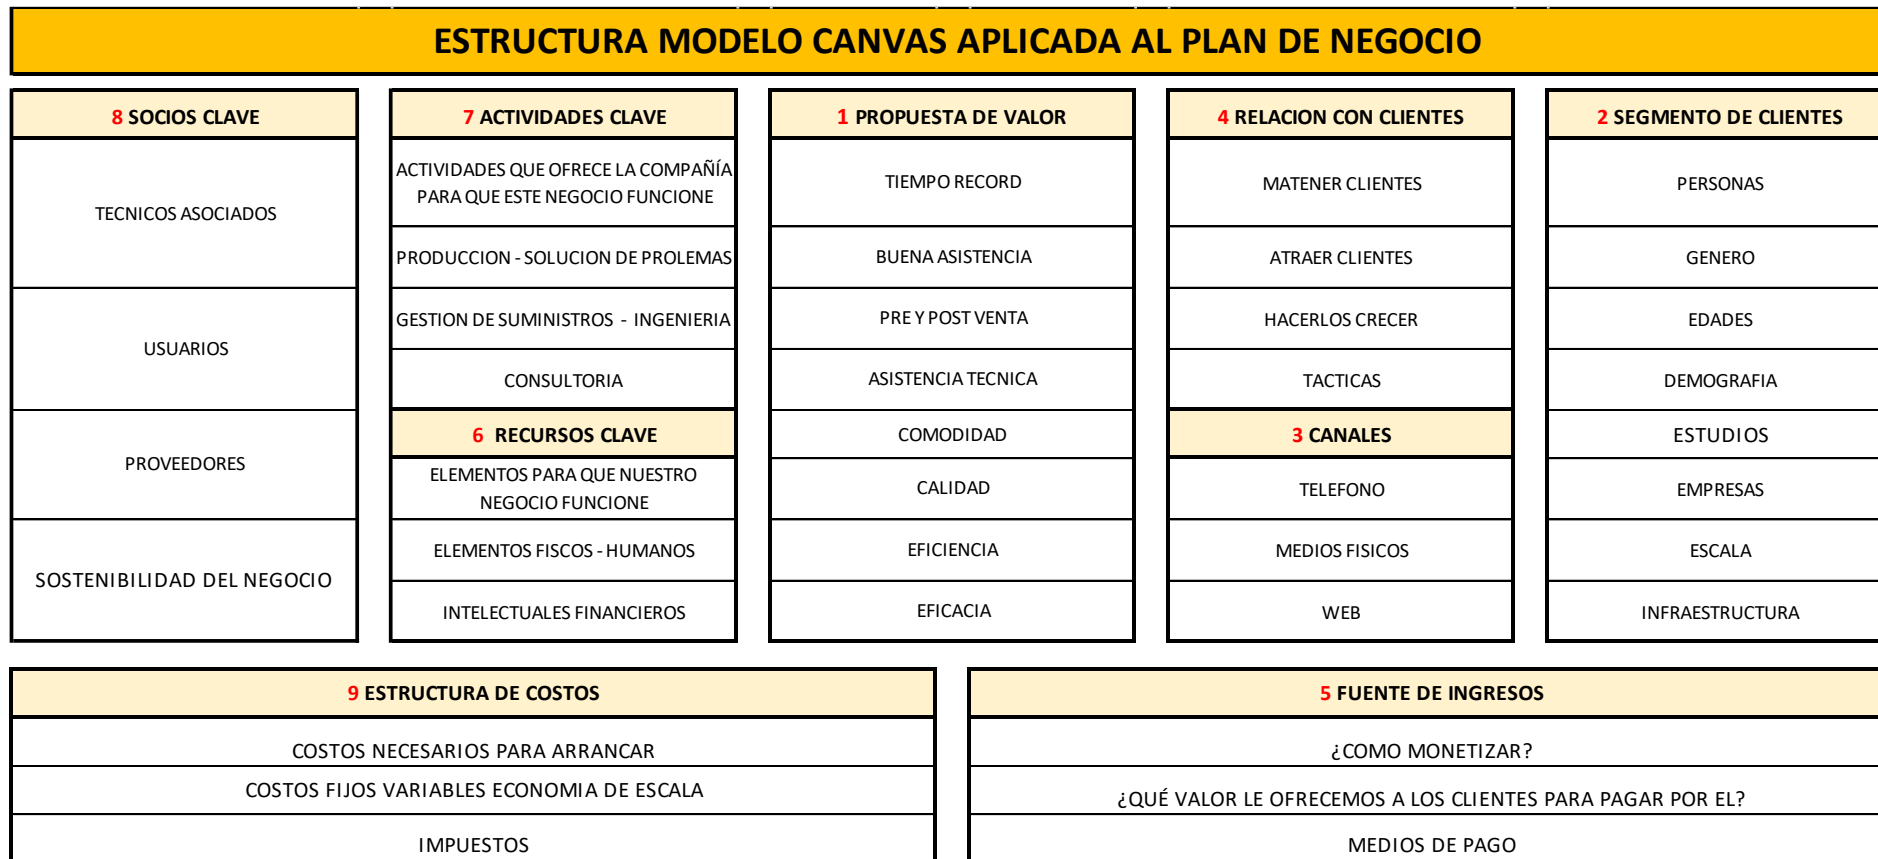 ESTRUCTURA MODELO CANVAS APLICADA AL PLAN DE NEGOCIO
8 SOCIOS CLAVE
TECNICOS ASOCIADOS
USUARIOS
PROVEEDORES
SOSTENIBILIDAD DEL NEGOCIO
7 ACTIVIDADES CLAVE
ACTIVIDADES QUE OFRECE LA COMPAÑÍA
PARA QUE ESTE NEGOCIO FUNCIONE
PRODUCCION - SOLUCION DE PROLEMAS
GESTION DE SUMINISTROS - INGENIERIA
CONSULTORIA
6 RECURSOS CLAVE
ELEMENTOS PARA QUE NUESTRO
NEGOCIO FUNCIONE
ELEMENTOS FISCOS - HUMANOS
INTELECTUALES FINANCIEROS
1 PROPUESTA DE VALOR
TIEMPO RECORD
BUENA ASISTENCIA
PRE Y POST VENTA
ASISTENCIA TECNICA
COMODIDAD
CALIDAD
EFICIENCIA
EFICACIA
4 RELACION CON CLIENTES
MATENER CLIENTES
ATRAER CLIENTES
HACERLOS CRECER
TACTICAS
3 CANALES
TELEFONO
MEDIOS FISICOS
WEB
2 SEGMENTO DE CLIENTES
PERSONAS
GENERO
EDADES
DEMOGRAFIA
ESTUDIOS
EMPRESAS
ESCALA
INFRAESTRUCTURA
9 ESTRUCTURA DE COSTOS
COSTOS NECESARIOS PARA ARRANCAR
COSTOS FIJOS VARIABLES ECONOMIA DE ESCALA
IMPUESTOS
5 FUENTE DE INGRESOS
¿COMO MONETIZAR?
¿QUÉ VALOR LE OFRECEMOS A LOS CLIENTES PARA PAGAR POR EL?
MEDIOS DE PAGO